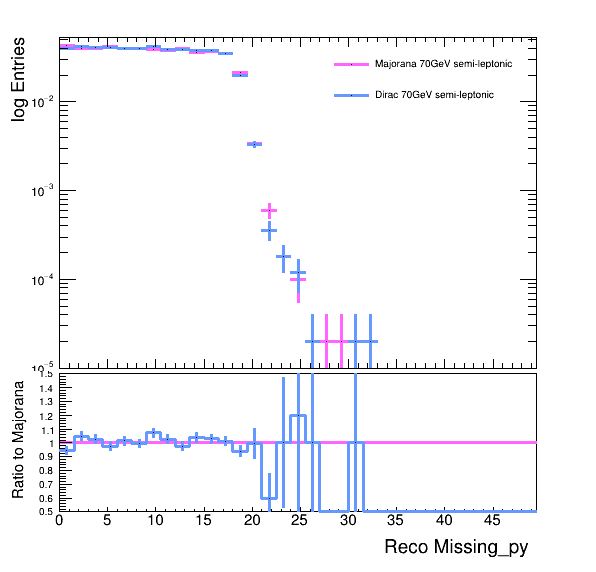 log Entries
Majorana 70GeV semi-leptonic
Dirac 70GeV semi-leptonic
10⁻²
10⁻³
10⁻⁴
10⁻⁵
Ratio to Majorana
1.5
1.4
1.3
1.2
1.1
1
0.9
0.8
0.7
0.6
0.5
0 5 10 15 20 25 30 35 40 45
Reco Missing_py